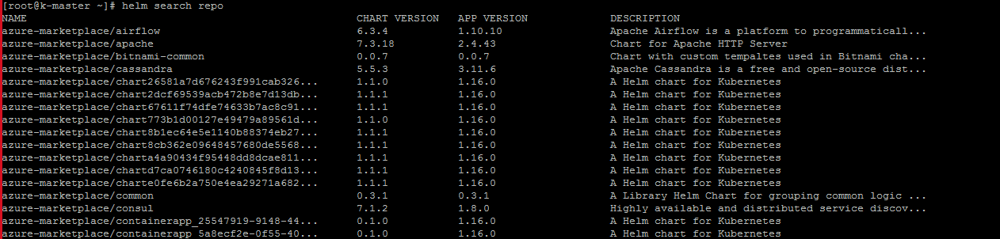 [root@k-master ~]# helm search repo
NAME CHART VERSION APP VERSION DESCRIPTION
azure-marketplace/airflow 6.3.4 1.10.10 Apache Airflow is a platform to programmaticall...
azure-marketplace/apache 7.3.18 2.4.43 Chart for Apache HTTP Server
azure-marketplace/bitnami-common 0.0.7 0.0.7 Chart with custom tempaltes used in Bitnami cha...
azure-marketplace/cassandra 5.5.3 3.11.6 Apache Cassandra is a free and open-source dist...
azure-marketplace/chart26581a7d676243f991cab326... 1.1.0 1.16.0 A Helm chart for Kubernetes
azure-marketplace/chart2dcf69539acb472b8e7d13db... 1.1.0 1.16.0 A Helm chart for Kubernetes
azure-marketplace/chart67611f74dfe74633b7ac8c91... 1.1.1 1.16.0 A Helm chart for Kubernetes
azure-marketplace/chart773b1d00127e49479a89561d... 1.1.0 1.16.0 A Helm chart for Kubernetes
azure-marketplace/chart8b1ec64e5e1140b88374eb27... 1.1.1 1.16.0 A Helm chart for Kubernetes
azure-marketplace/chart8cb362e09648457680de5568... 1.1.1 1.16.0 A Helm chart for Kubernetes
azure-marketplace/charta4a90434f95448dd8dcae811... 1.1.1 1.16.0 A Helm chart for Kubernetes
azure-marketplace/chartd7ca0746180c4240845f8d13... 1.1.1 1.16.0 A Helm chart for Kubernetes
azure-marketplace/charte0fe6b2a750e4ea29271a682... 1.1.1 1.16.0 A Helm chart for Kubernetes
azure-marketplace/common 0.3.1 0.3.1 A Library Helm Chart for grouping common logic ...
azure-marketplace/consul 7.1.2 1.8.0 Highly available and distributed service discov...
azure-marketplace/containerapp_25547919-9148-44... 0.1.0 1.16.0 A Helm chart for Kubernetes
azure-marketplace/containerapp_5a8ecf2e-0f55-40... 0.1.0 1.16.0 A Helm chart for Kubernetes